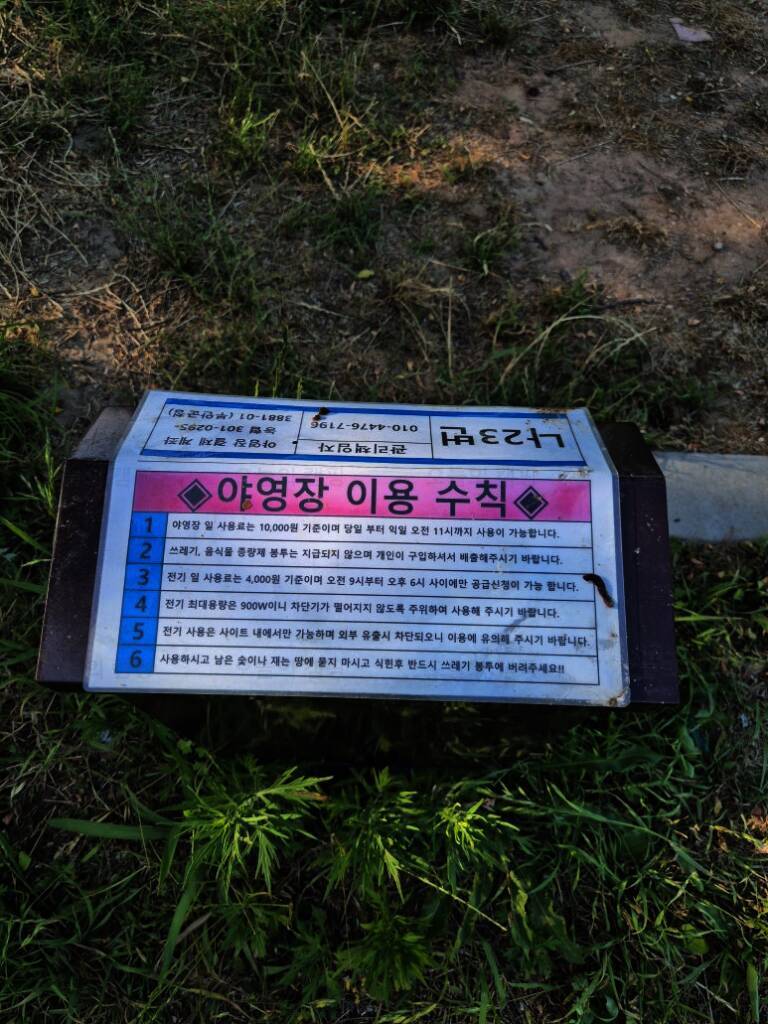 나23번
관리책임자
010-4476-7196
야영장 결제 계좌
농협 301-0295-
3881-01 (부안군청)
◈야영장 이용 수칙◈
1 야영장 일 사용료는 10,000원 기준이며 당일 부터 익일 오전 11시까지 사용이 가능합니다.
2 쓰레기, 음식물 종량제 봉투는 지급되지 않으며 개인이 구입하셔서 배출해주시기 바랍니다.
3 전기 일 사용료는 4,000원 기준이며 오전 9시부터 오후 6시 사이에만 공급신청이 가능 합니다.
4 전기 최대용량은 900W이니 차단기가 떨어지지 않도록 주위하여 사용해 주시기 바랍니다.
5 전기 사용은 사이트 내에서만 가능하며 외부 유출시 차단되오니 이용에 유의해 주시기 바랍니다.
6 사용하시고 남은 숯이나 재는 땅에 묻지 마시고 식힌후 반드시 쓰레기 봉투에 버려주세요!!